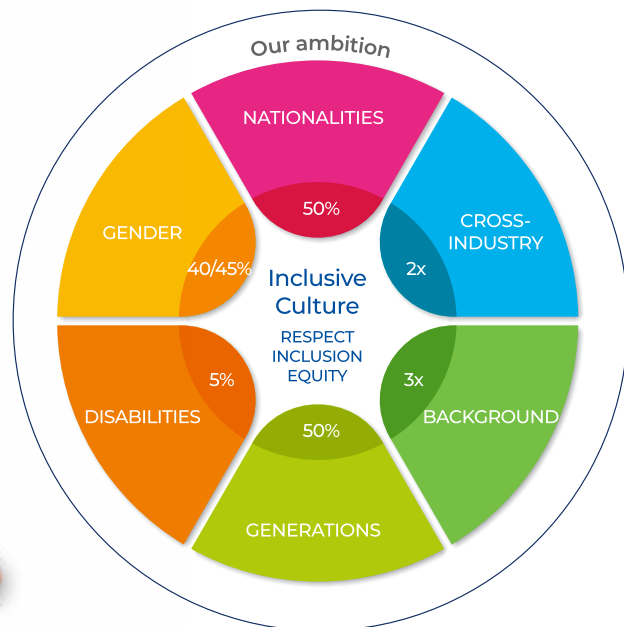 Our ambition
NATIONALITIES
50%
CROSS-
INDUSTRY
2x
GENDER
40/45%
Inclusive
Culture
RESPECT
INCLUSION
EQUITY
5%
DISABILITIES
3x
BACKGROUND
50%
GENERATIONS